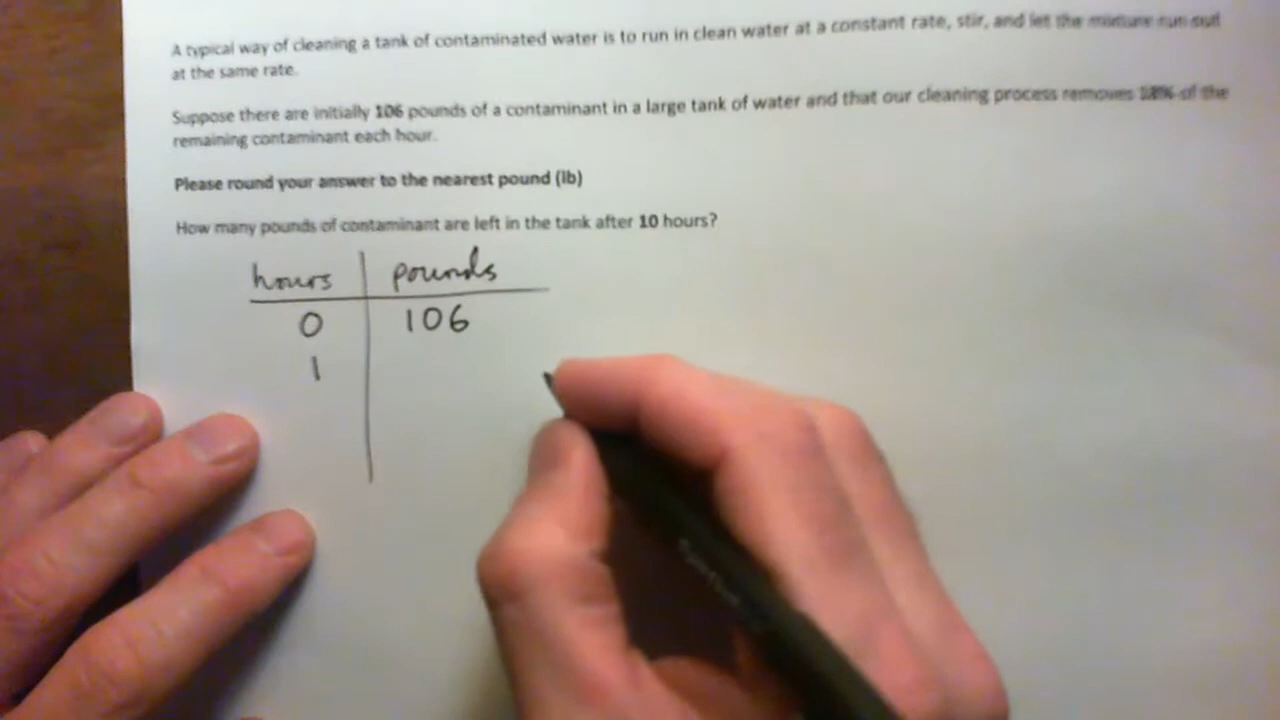 A typical way of cleaning a tank of contaminated water is to run in clean water at a constant rate, stir, and let the mixture run out
at the same rate.
Suppose there are initially 106 pounds of a contaminant in a large tank of water and that our cleaning process removes of the
remaining contaminant each hour.
Please round your answer to the nearest pound (lb)
How many pounds of contaminant are left in the tank after 10 hours?
hours pounds
0 106
1